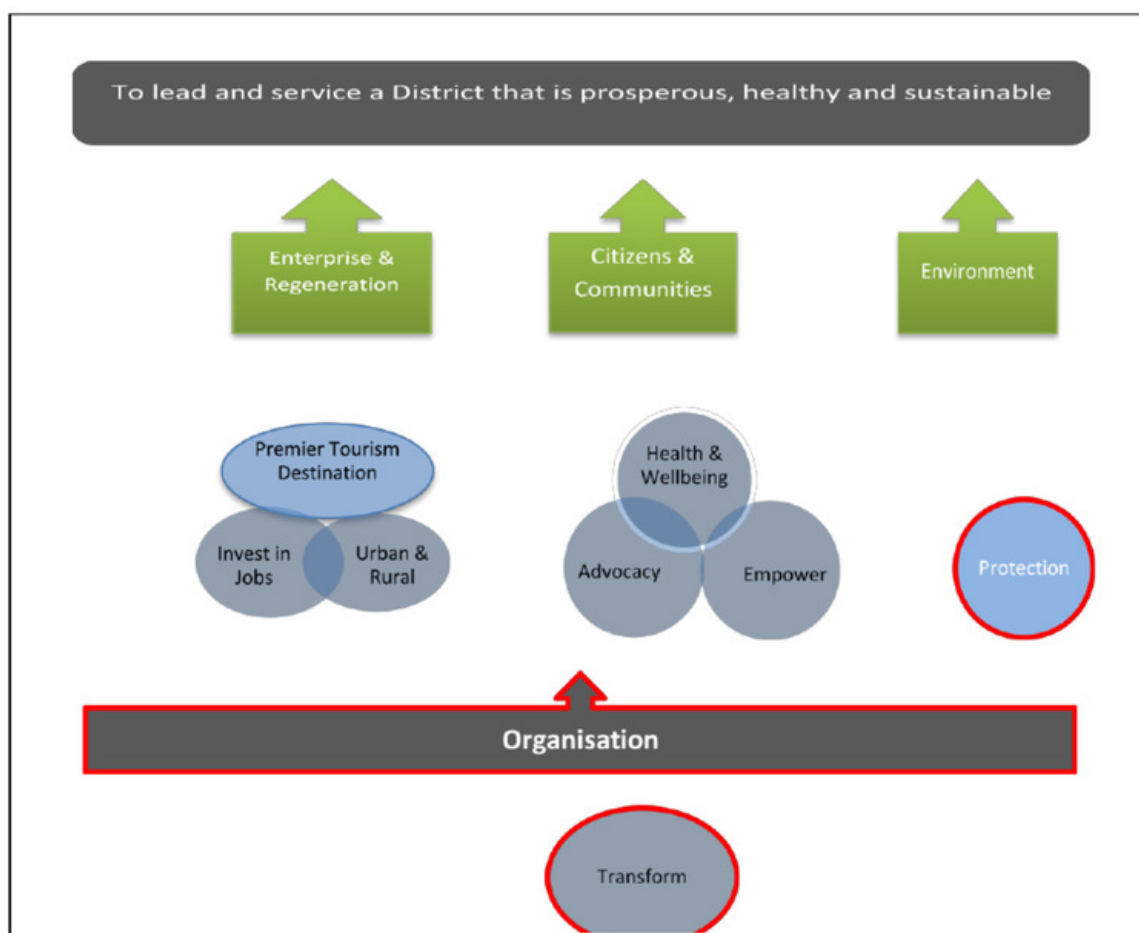 To lead and service a District that is prosperous, healthy and sustainable
Enterprise &
Regeneration
Citizens &
Communities
Environment
Premier Tourism
Destination
Invest in
Jobs
Urban &
Rural
Health &
Wellbeing
Advocacy
Empower
Protection
Organisation
Transform